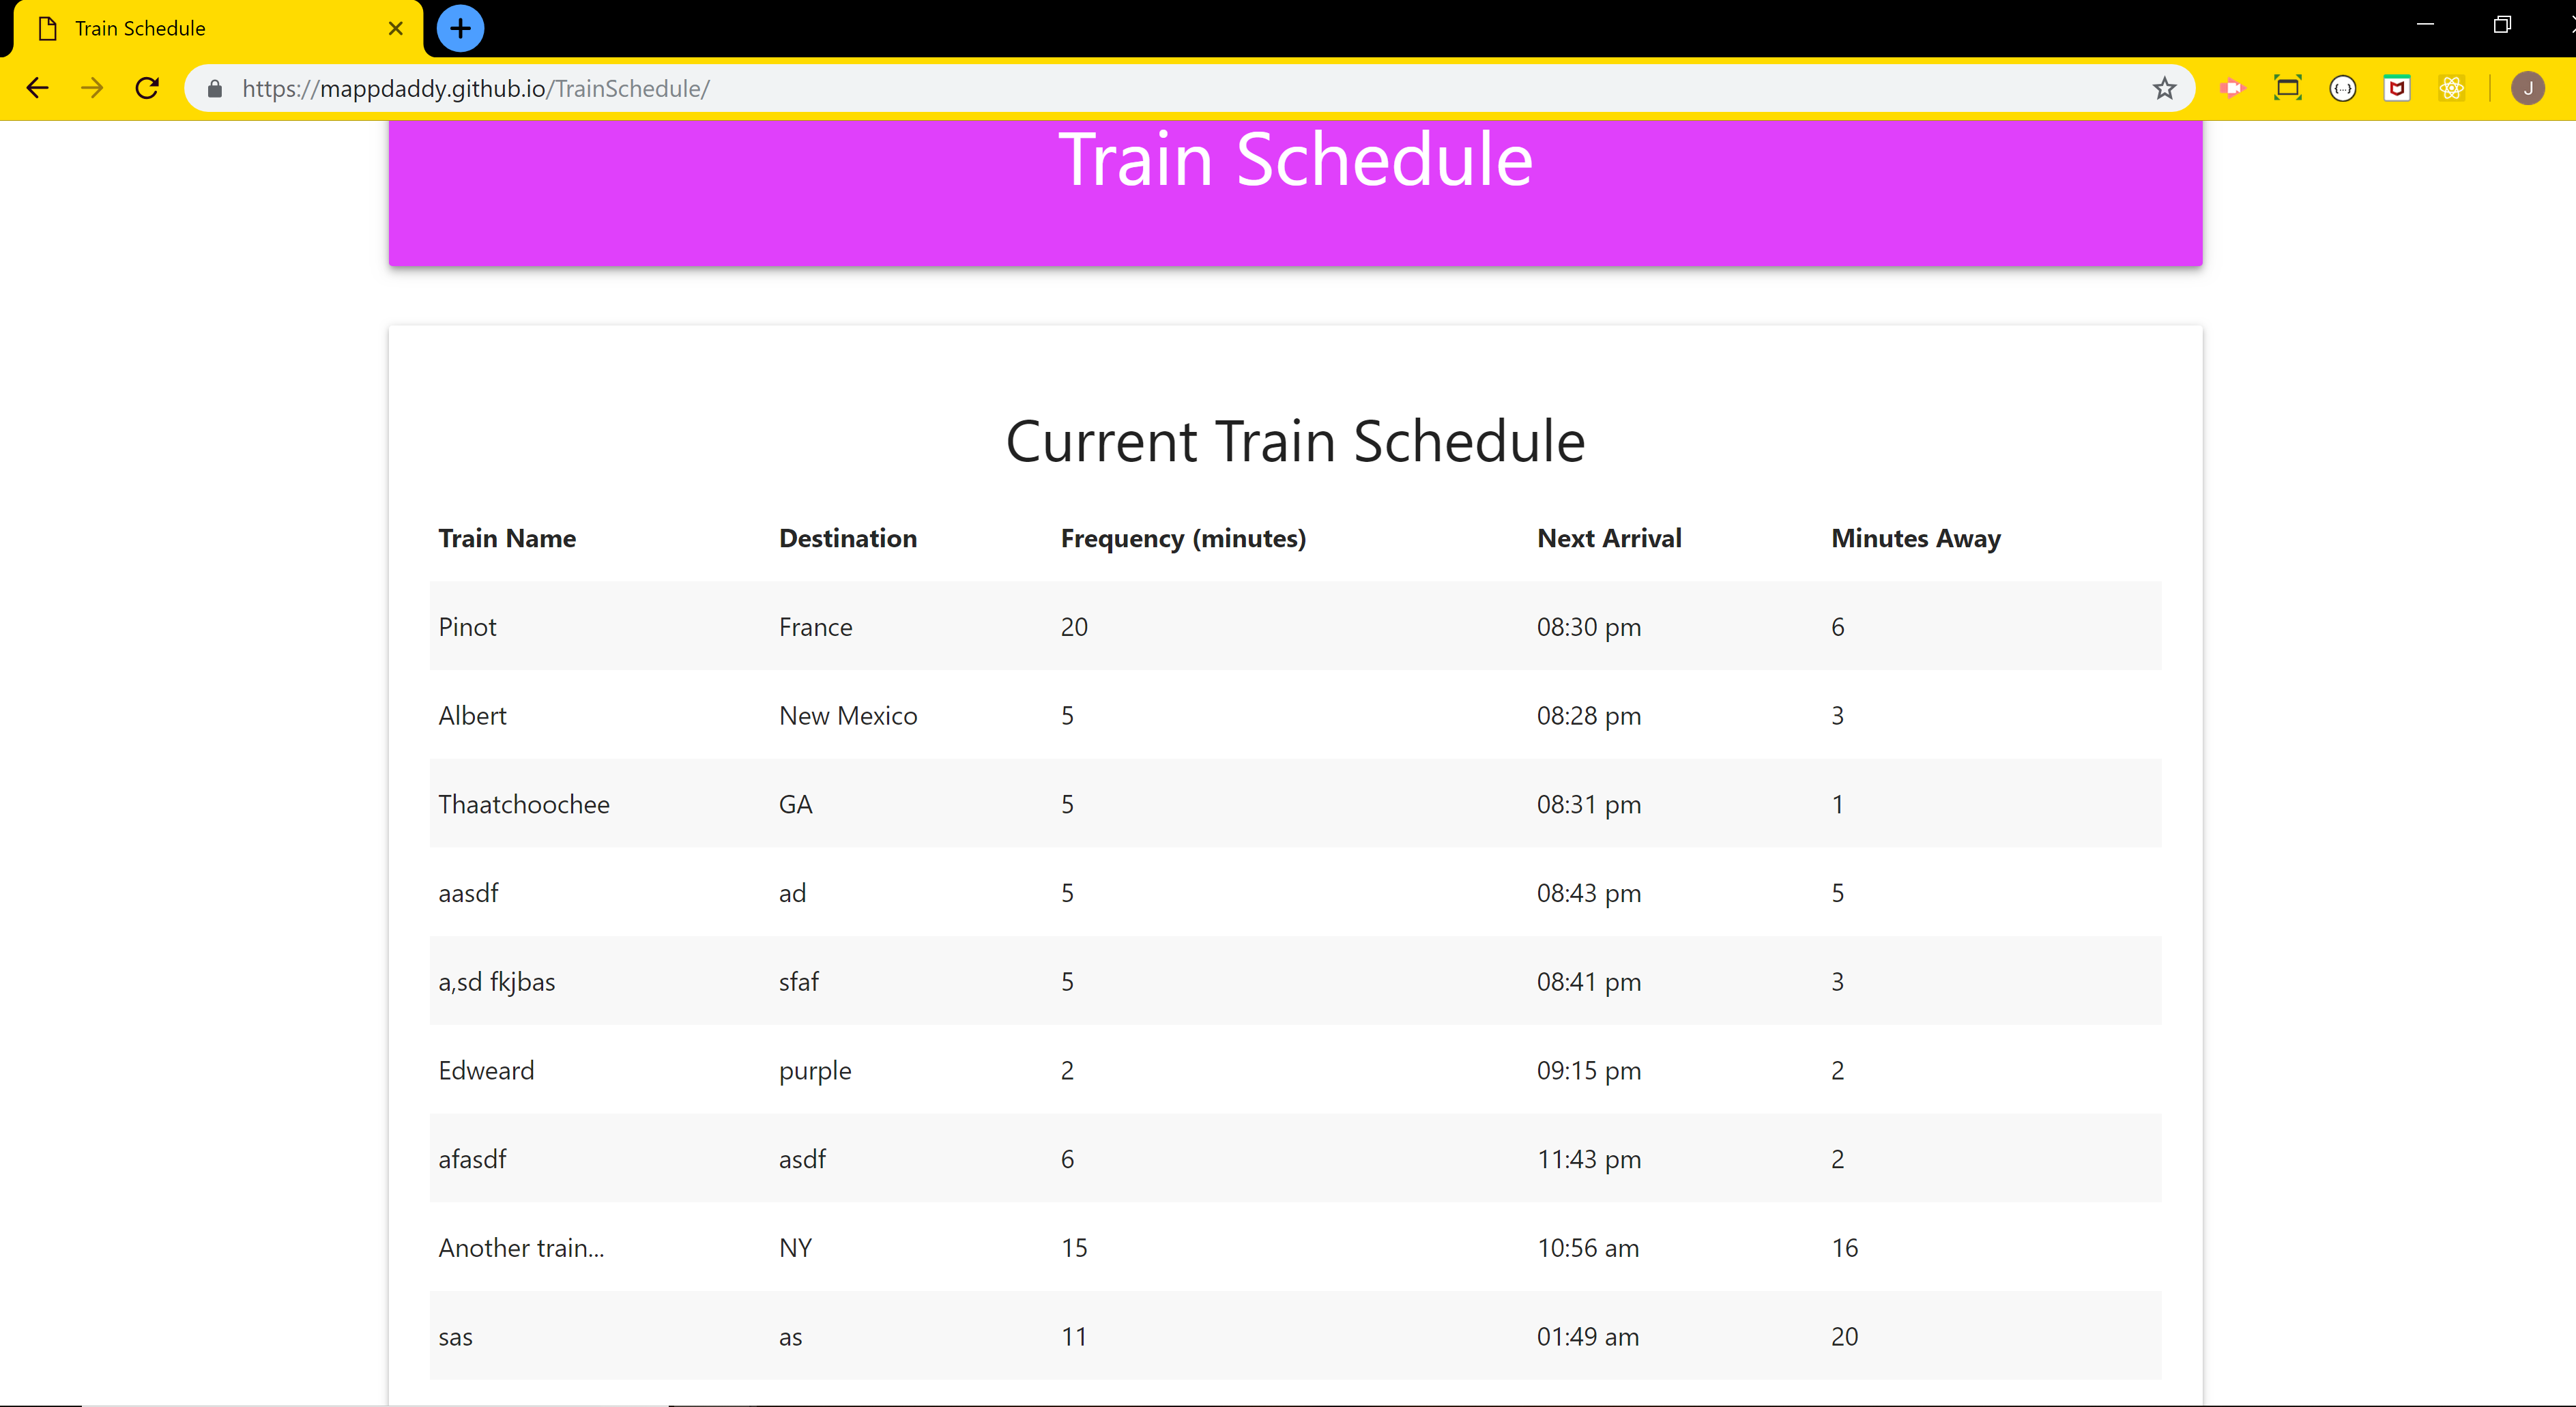 Train Schedule
https://mappdaddy.github.io/TrainSchedule/
J
Train Schedule
Current Train Schedule
Train Name Destination Frequency (minutes) Next Arrival Minutes Away
Pinot France 20 08:30 pm 6
Albert New Mexico 5 08:28 pm 3
Thaatchoochee GA 5 08:31 pm 1
aasdf ad 5 08:43 pm 5
a,sd fkjbas sfaf 5 08:41 pm 3
Edweard purple 2 09:15 pm 2
afasdf asdf 6 11:43 pm 2
Another train... NY 15 10:56 am 16
sas as 11 01:49 am 20